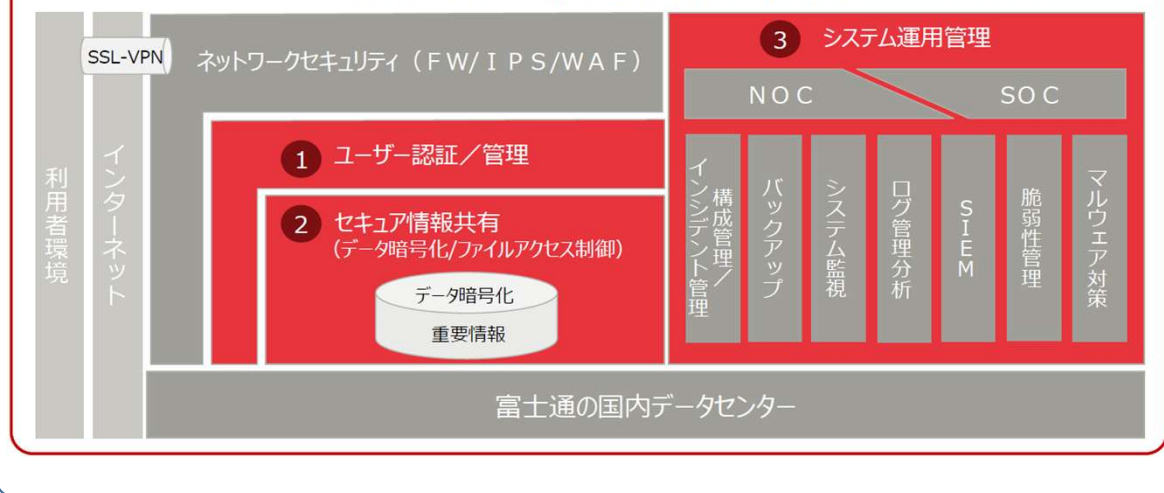 利用者環境
インターネット
SSL-VPN
ネットワークセキュリティ（ＦＷ/ＩＰＳ/ＷＡＦ）
1 ユーザー認証／管理
2 セキュア情報共有
(データ暗号化/ファイルアクセス制御)
データ暗号化
重要情報
3 システム運用管理
ＮＯＣ
ＳＯＣ
構成管理／
インシデント管理
バックアップ
システム監視
ログ管理分析
ＳＩＥＭ
脆弱性管理
マルウェア対策
富士通の国内データセンター